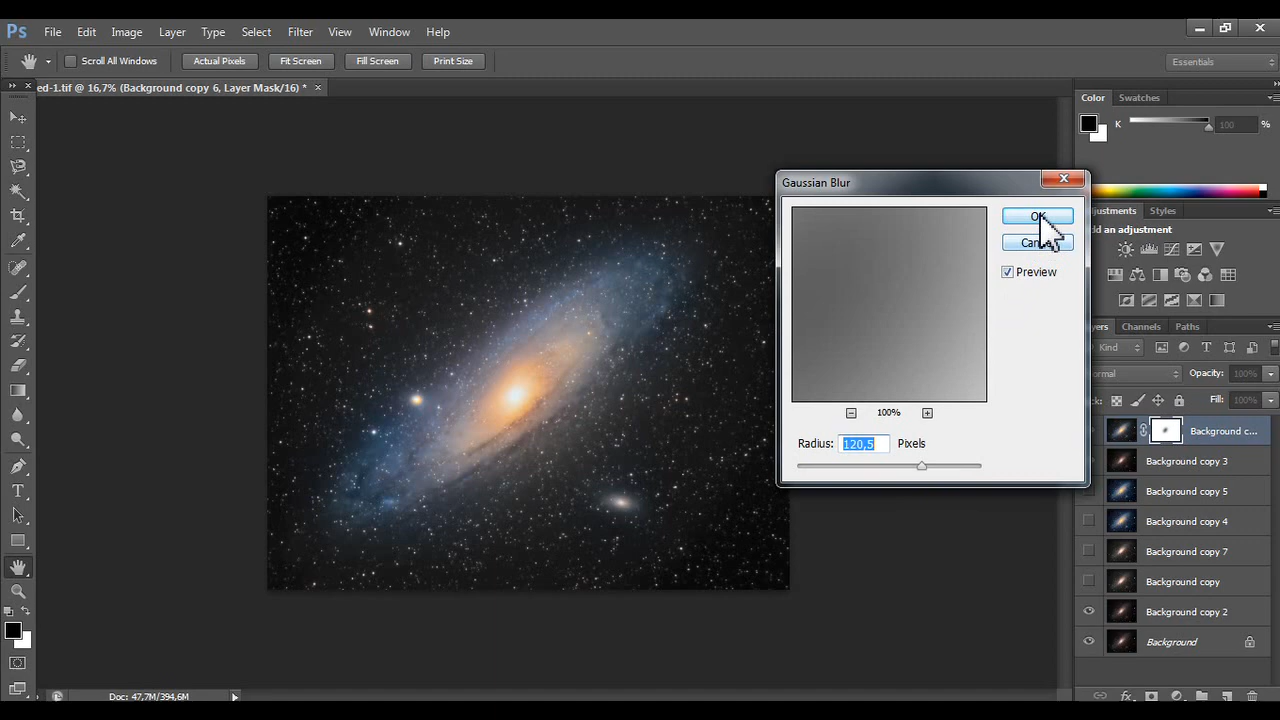 Ps File Edit Image Layer Type Select Filter View Window Help
Scroll All Windows Actual Pixels Fit Screen Fill Screen Print Size Essentials
ed-1.tif @ 16,7% (Background copy 6, Layer Mask/16) *
Color Swatches
K 100 %
Gaussian Blur
OK
Preview
100%
Radius: 120,5 Pixels
Styles
Add an adjustment
Channels Paths
Kind
Opacity: 100%
Fill: 100%
Background c...
Background copy 3
Background copy 5
Background copy 4
Background copy 7
Background copy
Background copy 2
Background
T
fx
Doc: 47,7M/394,6M